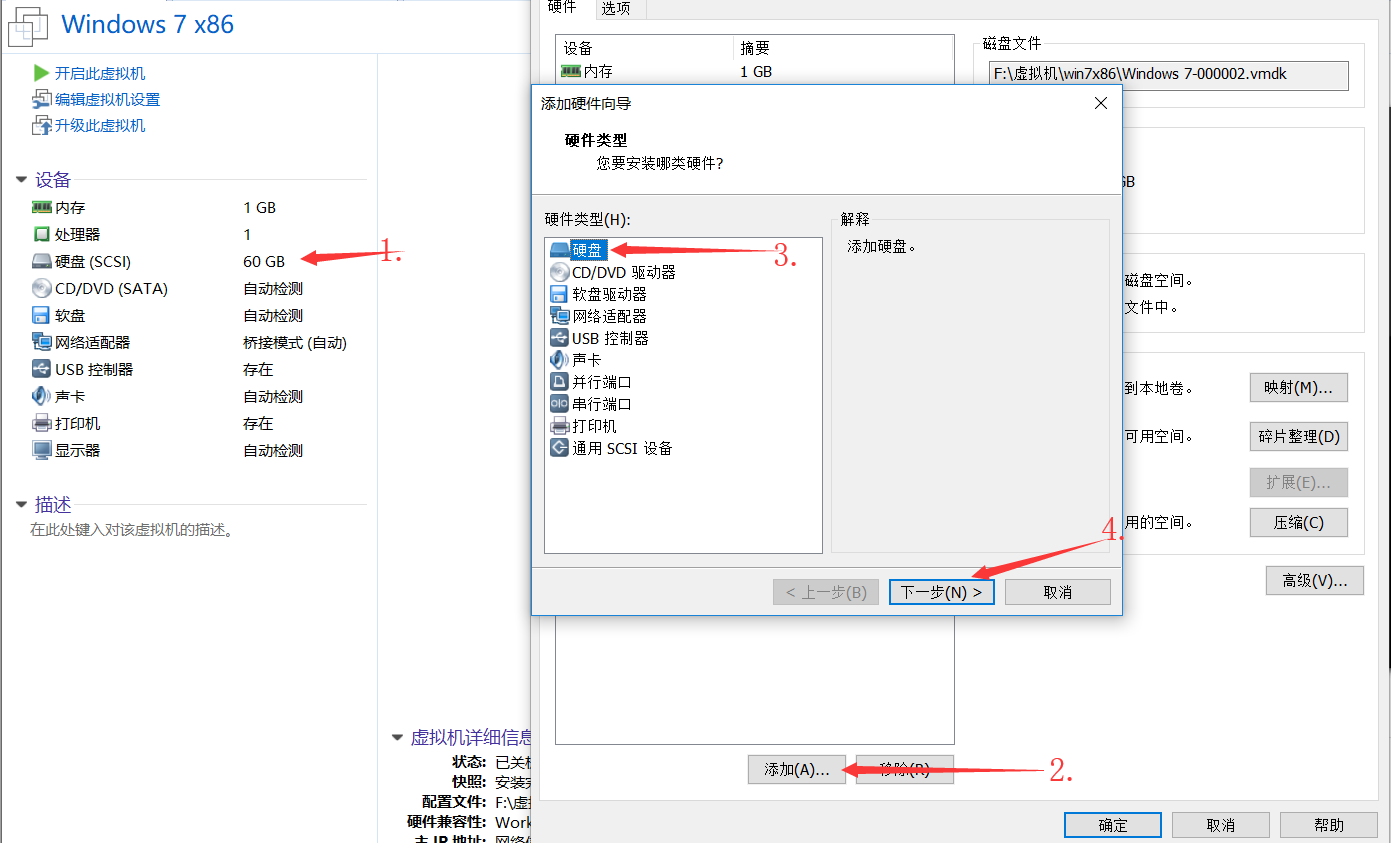 Windows 7 x86
开启此虚拟机
编辑虚拟机设置
升级此虚拟机
设备
内存 1 GB
处理器 1
硬盘 (SCSI) 60 GB
1.
CD/DVD (SATA) 自动检测
软盘 自动检测
网络适配器 桥接模式 (自动)
USB 控制器 存在
声卡 自动检测
打印机 存在
显示器 自动检测
描述
在此处键入对该虚拟机的描述。
虚拟机详细信息
状态: 已关
快照: 安装
配置文件: F:\虚
硬件兼容性: Work
主 IP 地址: 网络
硬件 选项
设备 摘要
内存 1 GB
磁盘文件
F:\虚拟机\win7x86\Windows 7-000002.vmdk
添加硬件向导
硬件类型
您要安装哪类硬件?
硬件类型(H):
硬盘
3.
CD/DVD 驱动器
软盘驱动器
网络适配器
USB 控制器
声卡
并行端口
串行端口
打印机
通用 SCSI 设备
解释
添加硬盘。
4.
< 上一步(B) 下一步(N) > 取消
GB
磁盘空间。
文件中。
到本地卷。 映射(M)...
可用空间。 碎片整理(D)
扩展(E)...
用的空间。 压缩(C)
高级(V)...
添加(A)... 移除(R)
2.
确定 取消 帮助